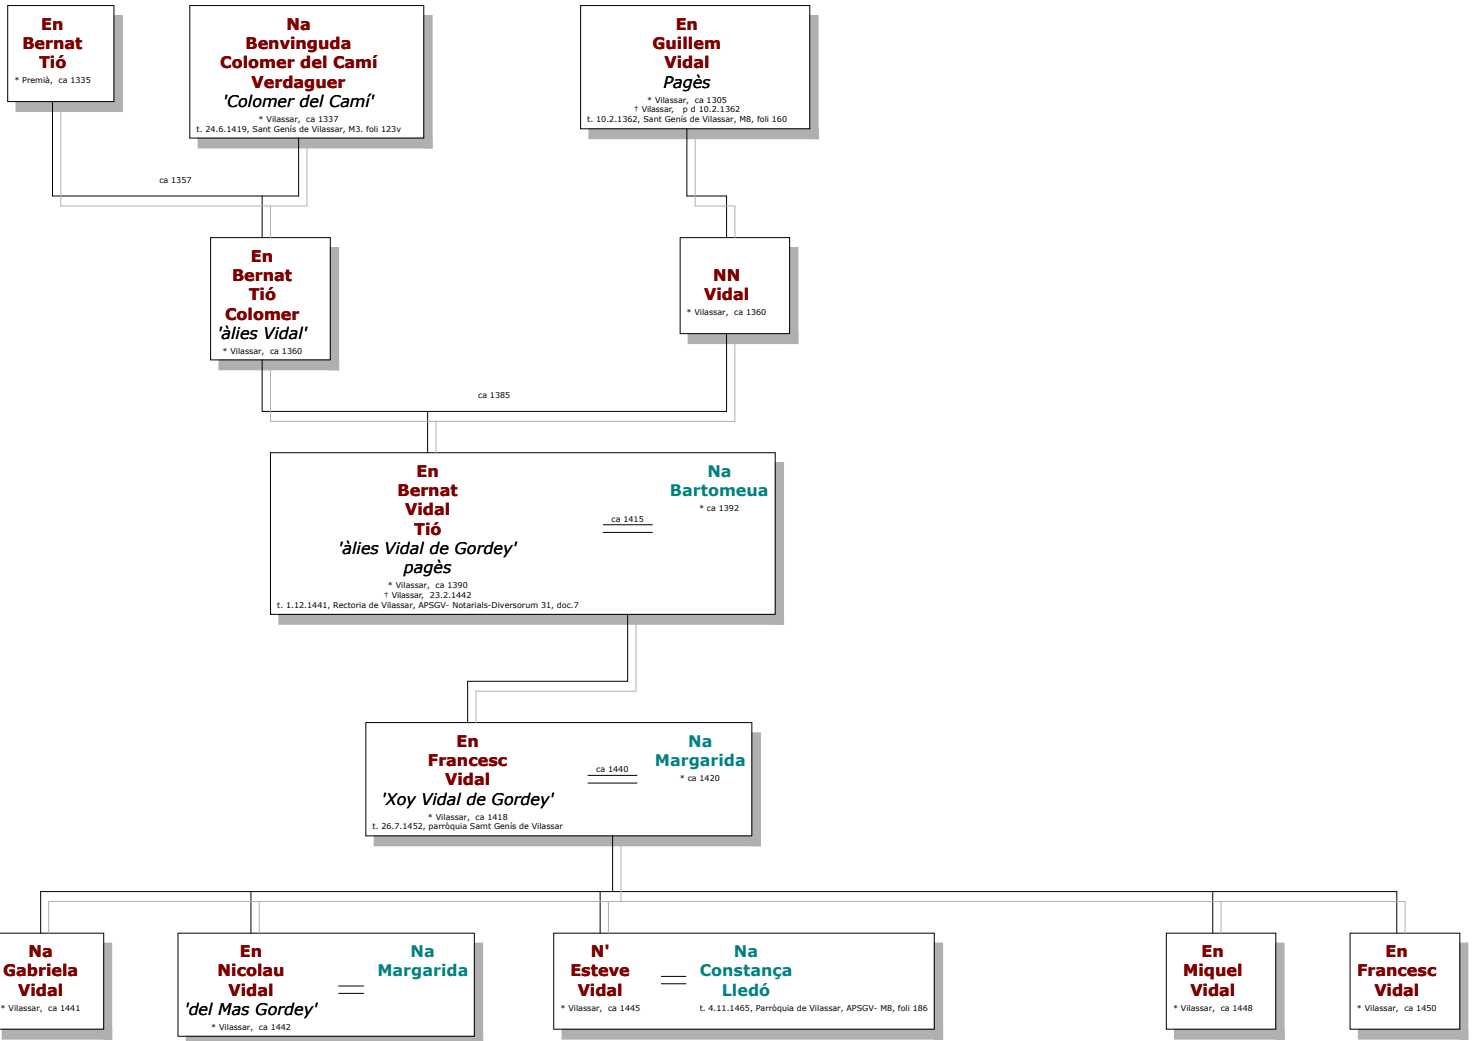 En
Bernat
Tió
* Premià, ca 1335
Na
Benvinguda
Colomer del Camí
Verdaguer
'Colomer del Camí'
* Vilassar, ca 1337
t. 24.6.1419, Sant Genís de Vilassar, M3. foli 123v
En
Guillem
Vidal
Pagès
* Vilassar, ca 1305
† Vilassar, p d 10.2.1362
t. 10.2.1362, Sant Genís de Vilassar, M8, foli 160
ca 1357
En
Bernat
Tió
Colomer
'àlies Vidal'
* Vilassar, ca 1360
NN
Vidal
* Vilassar, ca 1360
ca 1385
En
Bernat
Vidal
Tió
'àlies Vidal de Gordey'
pagès
* Vilassar, ca 1390
† Vilassar, 23.2.1442
t. 1.12.1441, Rectoria de Vilassar, APSGV- Notarials-Diversorum 31, doc.7
ca 1415
Na
Bartomeua
* ca 1392
En
Francesc
Vidal
'Xoy Vidal de Gordey'
* Vilassar, ca 1418
t. 26.7.1452, parròquia Samt Genís de Vilassar
ca 1440
Na
Margarida
* ca 1420
Na
Gabriela
Vidal
* Vilassar, ca 1441
En
Nicolau
Vidal
'del Mas Gordey'
* Vilassar, ca 1442
Na
Margarida
N'
Esteve
Vidal
* Vilassar, ca 1445
Na
Constança
Lledó
t. 4.11.1465, Parròquia de Vilassar, APSGV- M8, foli 186
En
Miquel
Vidal
* Vilassar, ca 1448
En
Francesc
Vidal
* Vilassar, ca 1450